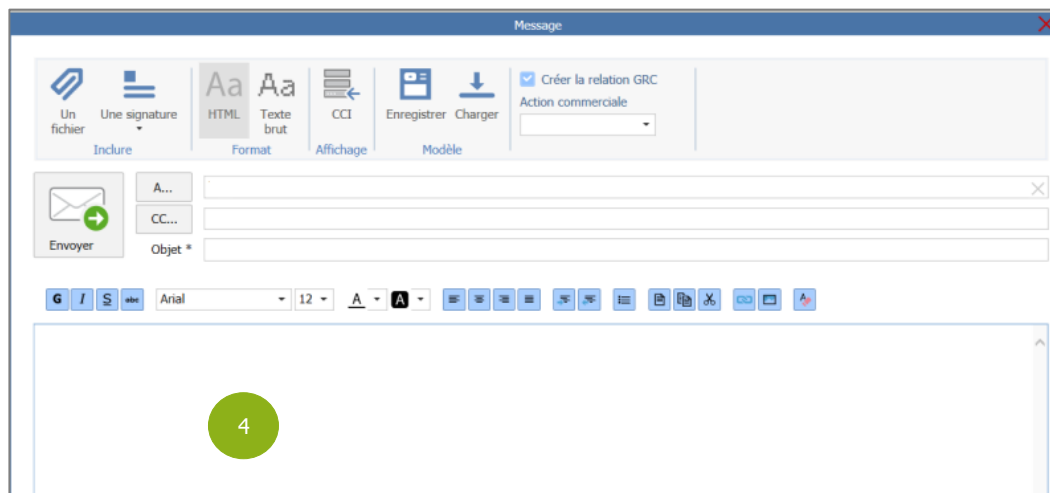 Message
Un fichier
Une signature
Inclure
Aa
HTML
Aa
Texte brut
Format
CCI
Affichage
Enregistrer
Charger
Modèle
Créer la relation GRC
Action commerciale
Envoyer
A...
CC...
Objet *
G I S abc Arial 12 A A
4